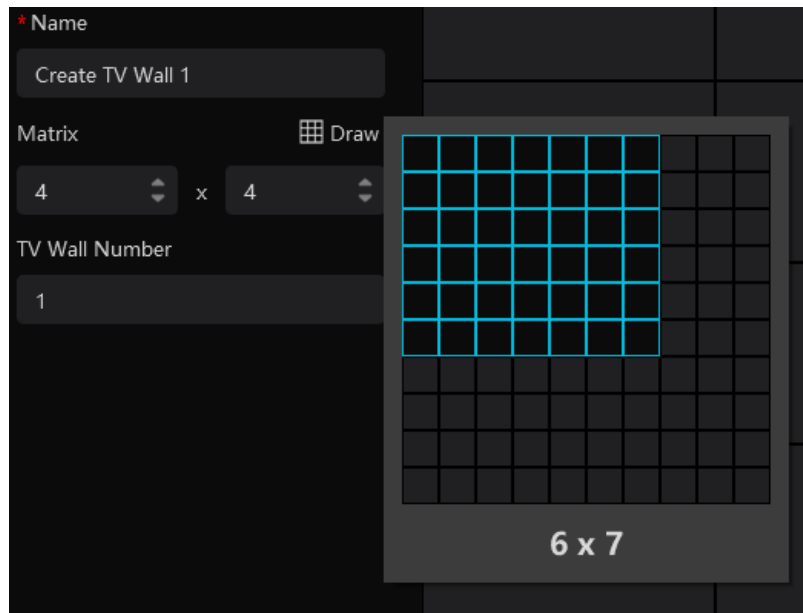 * Name
Create TV Wall 1
Matrix
Draw
4 x 4
TV Wall Number
1
6 x 7